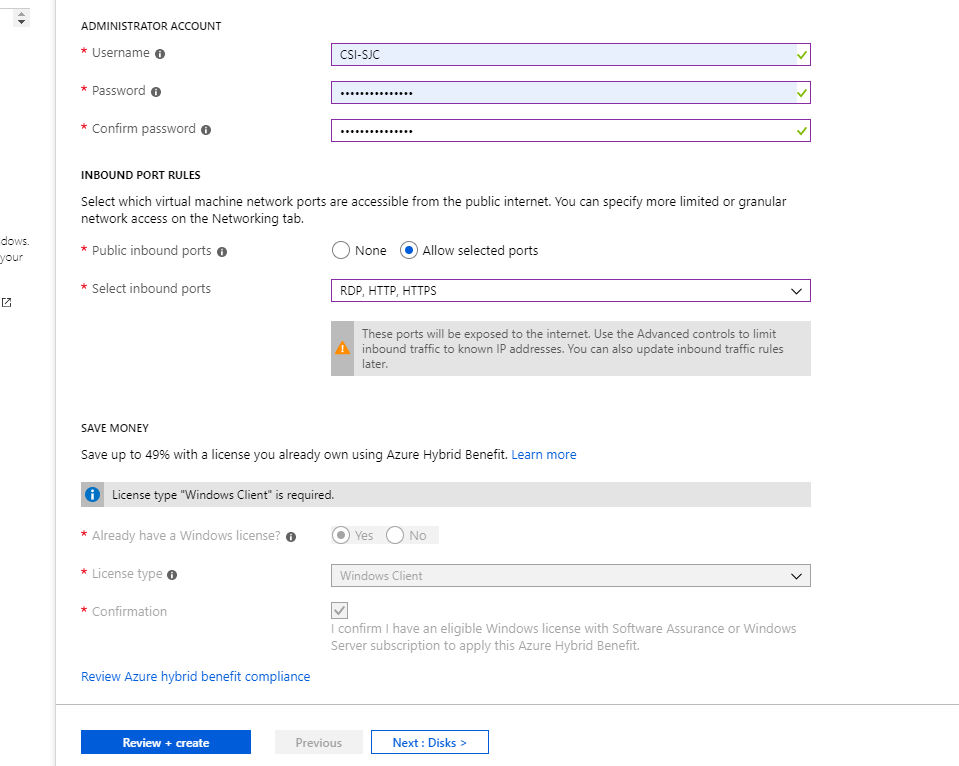 ADMINISTRATOR ACCOUNT
* Username
CSI-SJC
* Password
•••••••••••••••
* Confirm password
•••••••••••••••
INBOUND PORT RULES
Select which virtual machine network ports are accessible from the public internet. You can specify more limited or granular
network access on the Networking tab.
dows.
your
* Public inbound ports
None
Allow selected ports
* Select inbound ports
RDP, HTTP, HTTPS
These ports will be exposed to the internet. Use the Advanced controls to limit
inbound traffic to known IP addresses. You can also update inbound traffic rules
later.
SAVE MONEY
Save up to 49% with a license you already own using Azure Hybrid Benefit. Learn more
License type "Windows Client" is required.
* Already have a Windows license?
Yes
No
* License type
Windows Client
* Confirmation
I confirm I have an eligible Windows license with Software Assurance or Windows
Server subscription to apply this Azure Hybrid Benefit.
Review Azure hybrid benefit compliance
Review + create
Previous
Next : Disks >